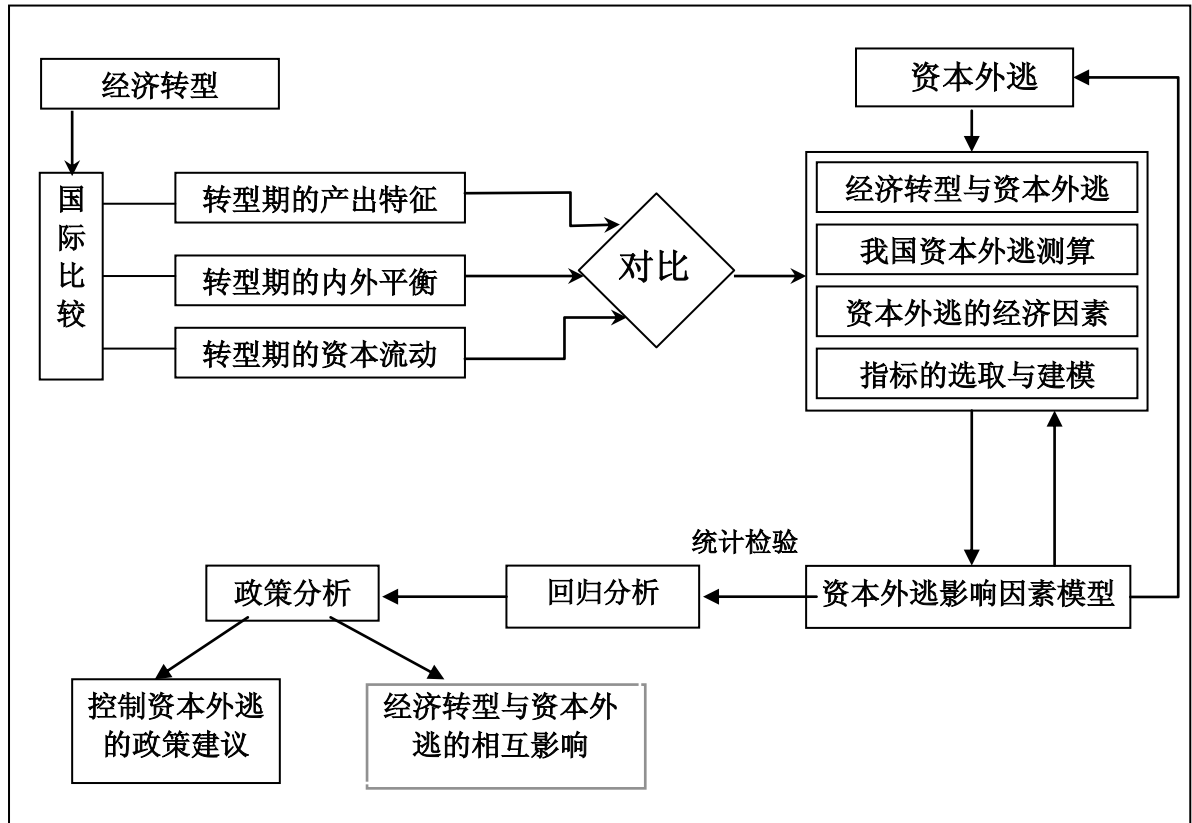 经济转型
资本外逃
国
际
比
较
转型期的产出特征
转型期的内外平衡
转型期的资本流动
对比
经济转型与资本外逃
我国资本外逃测算
资本外逃的经济因素
指标的选取与建模
统计检验
资本外逃影响因素模型
回归分析
政策分析
控制资本外逃
的政策建议
经济转型与资本外
逃的相互影响